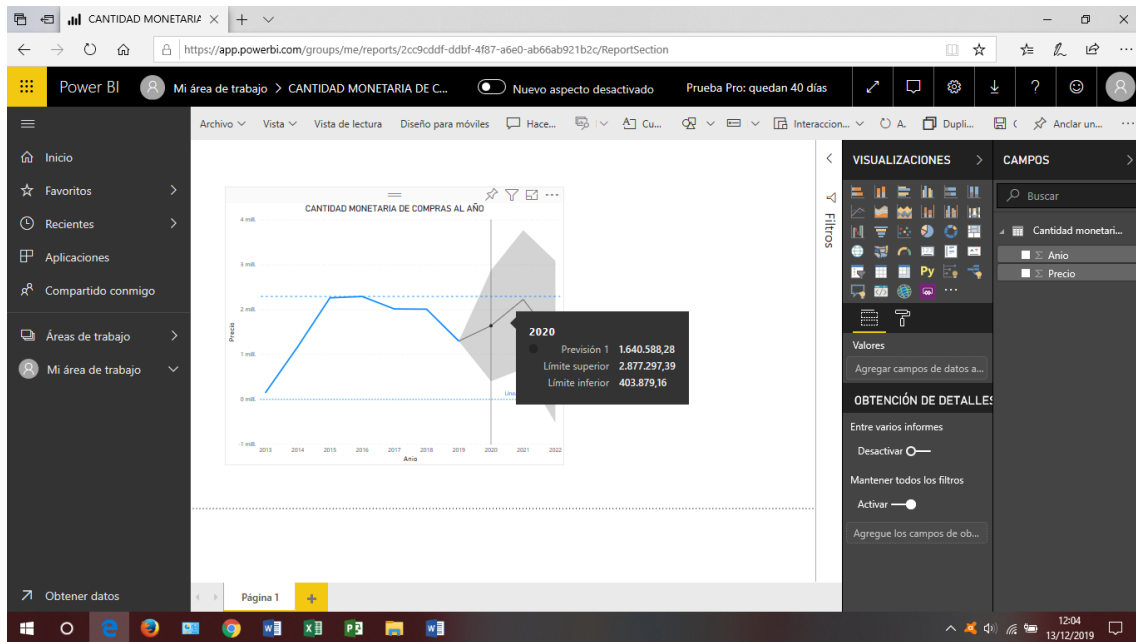 CANTIDAD MONETARIA
https://app.powerbi.com/groups/me/reports/2cc9cddf-ddbf-4f87-a6e0-ab66ab921b2c/ReportSection
Power BI
Mi área de trabajo > CANTIDAD MONETARIA DE C...
Nuevo aspecto desactivado
Prueba Pro: quedan 40 días
Archivo
Vista
Vista de lectura
Diseño para móviles
Hace...
Cu...
Interaccion...
A.
Dupli...
Anclar un...
Inicio
Favoritos
Recientes
Aplicaciones
Compartido conmigo
Áreas de trabajo
Mi área de trabajo
Obtener datos
CANTIDAD MONETARIA DE COMPRAS AL AÑO
4 mill.
3 mill.
2 mill.
1 mill.
0 mill.
-1 mill.
Precio
2013 2014 2015 2016 2017 2018 2019 2020 2021 2022
Anio
2020
Previsión 1 1.640.588,28
Límite superior 2.877.297,39
Límite inferior 403.879,16
Filtros
VISUALIZACIONES
Py
Valores
Agregar campos de datos a...
OBTENCIÓN DE DETALLES
Entre varios informes
Desactivar
Mantener todos los filtros
Activar
Agregue los campos de ob...
CAMPOS
Buscar
Cantidad monetari...
Σ Anio
Σ Precio
Página 1
12:04
13/12/2019